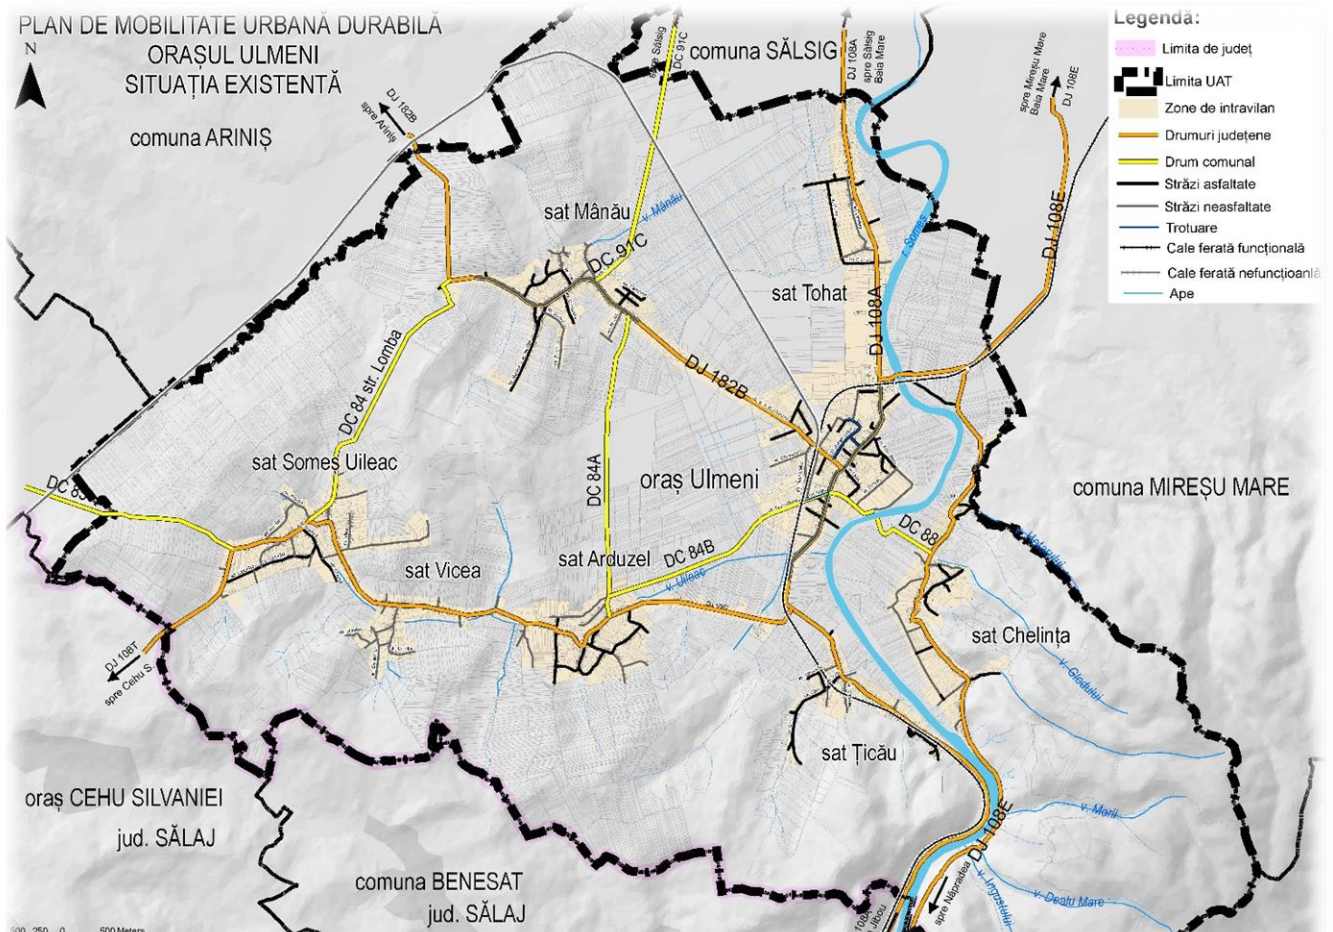 PLAN DE MOBILITATE URBANĂ DURABILĂ
ORAȘUL ULMENI
SITUAȚIA EXISTENTĂ
N
comuna ARINIȘ
DJ 182B
spre Ariniș
spre Sălsig
DC 91C
comuna SĂLSIG
DJ 108A
spre Sălsig
Baia Mare
spre Mireșu Mare
Baia Mare
DJ 108E
Legendă:
Limita de județ
Limita UAT
Zone de intravilan
Drumuri județene
Drum comunal
Străzi asfaltate
Străzi neasfaltate
Trotuare
Cale ferată funcțională
Cale ferată nefuncțioanlă
Ape
sat Mânău
v. Mânău
DC 91C
r. Someș
DJ 108E
sat Tohat
DJ 108A
DC 84 str. Lomba
DJ 182B
sat Someș Uileac
DC 84A
oraș Ulmeni
comuna MIREȘU MARE
DC 88
sat Vicea
sat Arduzel
DC 84B
v. Uileac
sat Chelința
v. Glodului
DJ 108T
spre Cehu S.
sat Țicău
oraș CEHU SILVANIEI
jud. SĂLAJ
v. Morii
DJ 108E
comuna BENESAT
jud. SĂLAJ
spre Năpradea
v. Ingustului
v. Dealu Mare
250 0 500 Meters